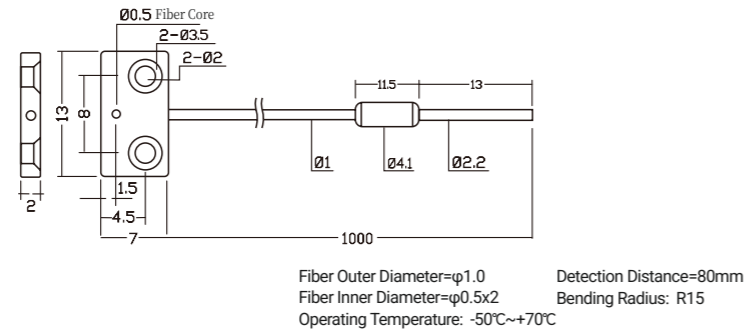 Ø0.5 Fiber Core
2-Ø3.5
2-Ø2
11.5
13
13
8
Ø1
Ø4.1
Ø2.2
1.5
2
4.5
7
1000
Fiber Outer Diameter=φ1.0
Detection Distance=80mm
Fiber Inner Diameter=φ0.5x2
Bending Radius: R15
Operating Temperature: -50℃~+70℃